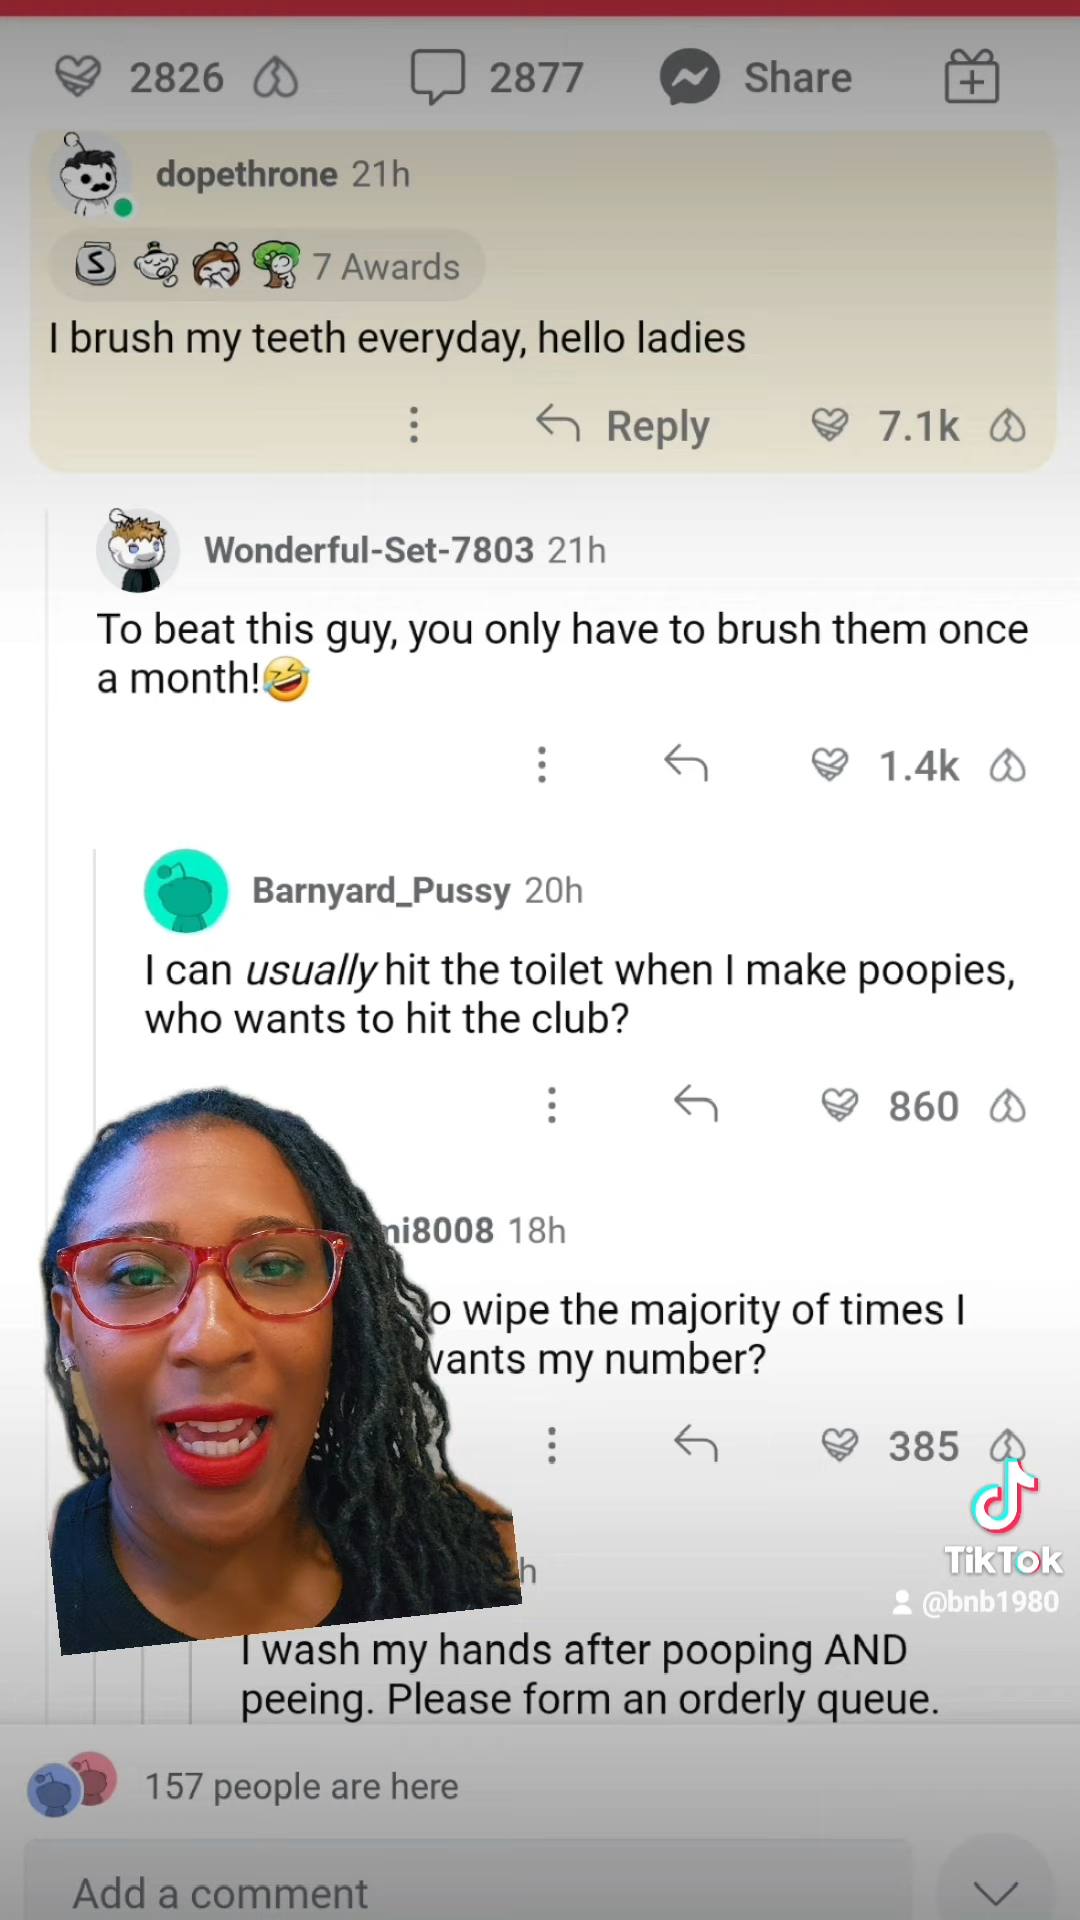 2826 2877 Share
dopethrone 21h
S 7 Awards
I brush my teeth everyday, hello ladies
Reply 7.1k
Wonderful-Set-7803 21h
To beat this guy, you only have to brush them once
a month!🤣
1.4k
Barnyard_Pussy 20h
I can usually hit the toilet when I make poopies,
who wants to hit the club?
860
mi8008 18h
o wipe the majority of times I
wants my number?
385
TikTok
@bnb1980
h
I wash my hands after pooping AND
peeing. Please form an orderly queue.
157 people are here
Add a comment